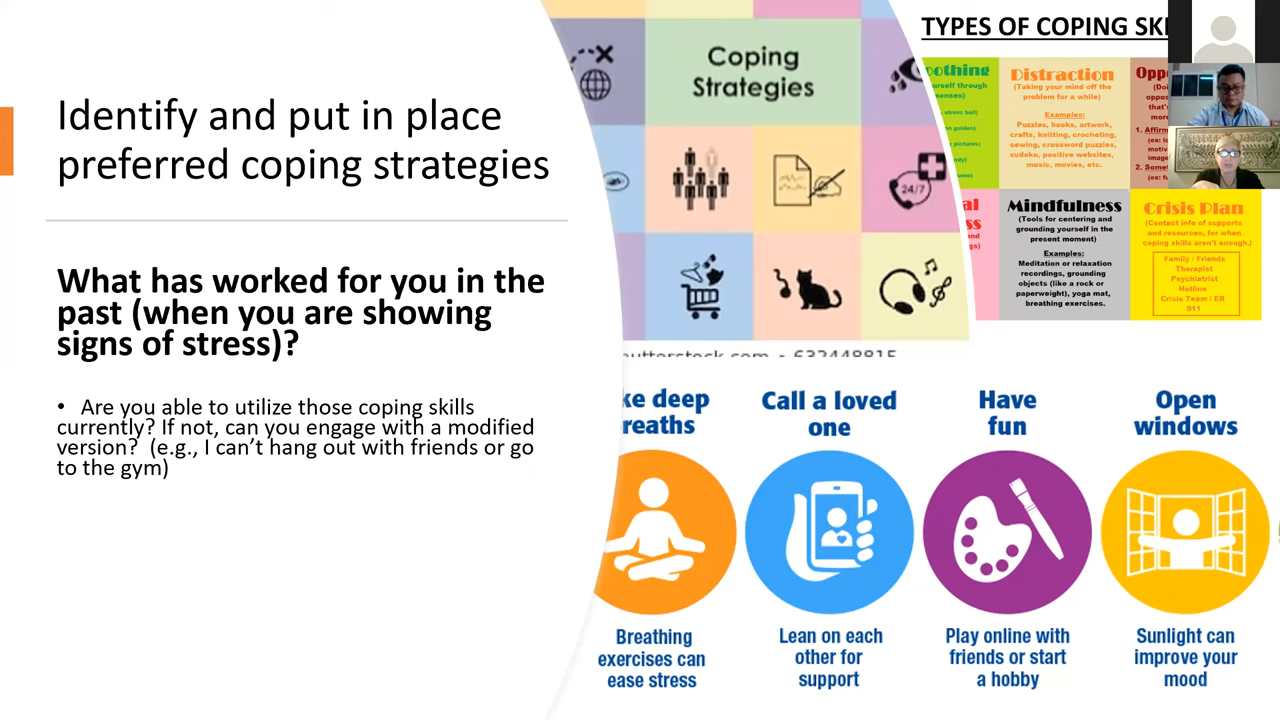 Identify and put in place
preferred coping strategies
What has worked for you in the
past (when you are showing
signs of stress)?
• Are you able to utilize those coping skills
currently? If not, can you engage with a modified
version? (e.g., I can’t hang out with friends or go
to the gym)
Coping
Strategies
24/7
632448815
TYPES OF COPING
Distraction
(Taking your mind off the
problem for a while)
Examples:
Puzzles, books, artwork,
crafts, knitting, crocheting,
sewing, crossword puzzles,
sudoku, positive websites,
music, movies, etc.
Mindfulness
(Tools for centering and
grounding yourself in the
present moment)
Examples:
Meditation or relaxation
recordings, grounding
objects (like a rock or
paperweight), yoga mat,
breathing exercises.
Crisis Plan
(Contact info of supports
and resources, for when
coping skills aren't enough.)
Family / Friends
Therapist
Psychiatrist
Hotline
Crisis Team / ER
911
deep
Breathing
exercises can
ease stress
Call a loved
one
Lean on each
other for
support
Have
fun
Play online with
friends or start
a hobby
Open
windows
Sunlight can
improve your
mood